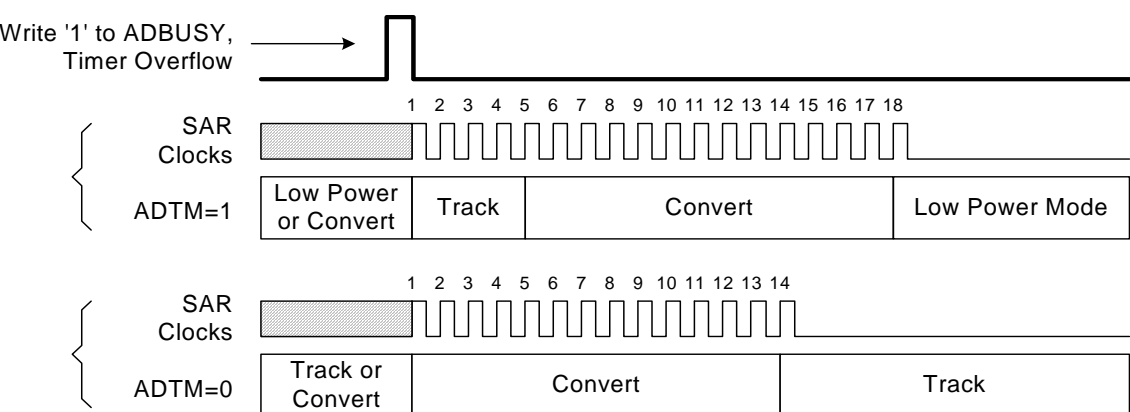 Write '1' to ADBUSY,
Timer Overflow
1 2 3 4 5 6 7 8 9 10 11 12 13 14 15 16 17 18
SAR
Clocks
ADTM=1
Low Power
or Convert
Track
Convert
Low Power Mode
1 2 3 4 5 6 7 8 9 10 11 12 13 14
SAR
Clocks
ADTM=0
Track or
Convert
Convert
Track